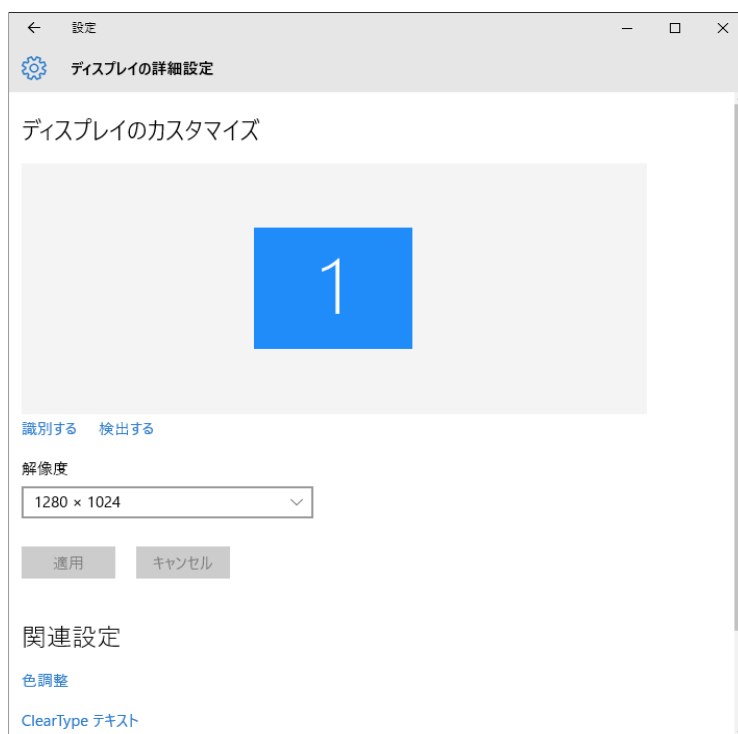 設定
ディスプレイの詳細設定
ディスプレイのカスタマイズ
1
識別する 検出する
解像度
1280 × 1024
適用 キャンセル
関連設定
色調整
ClearType テキスト